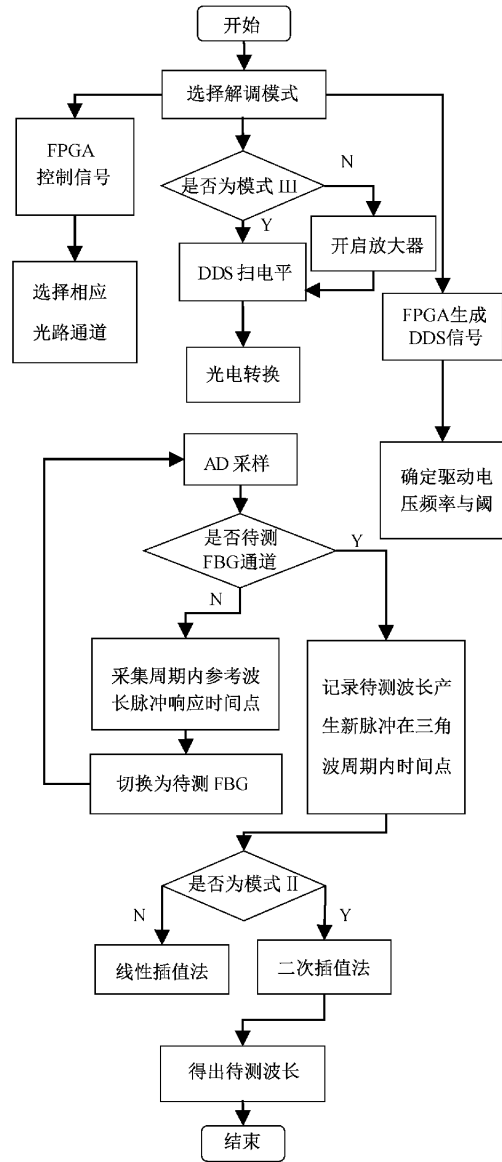 开始
选择解调模式
FPGA
控制信号
是否为模式 III
N
Y
开启放大器
选择相应
光路通道
DDS 扫电平
FPGA生成
DDS信号
光电转换
确定驱动电
压频率与阈
AD 采样
是否待测
FBG通道
Y
N
采集周期内参考波
长脉冲响应时间点
记录待测波长产
生新脉冲在三角
波周期内时间点
切换为待测 FBG
是否为模式 II
N
Y
线性插值法
二次插值法
得出待测波长
结束